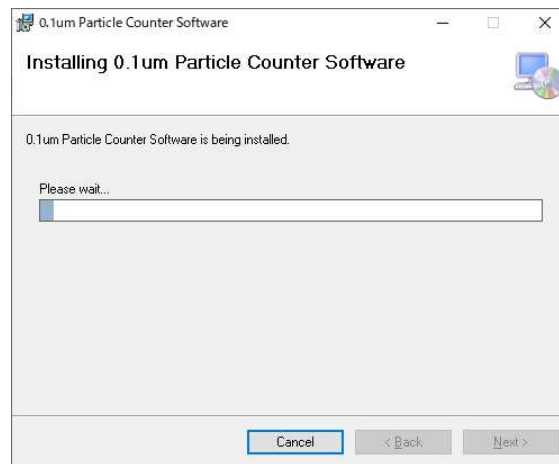 0.1um Particle Counter Software
Installing 0.1um Particle Counter Software
0.1um Particle Counter Software is being installed.
Please wait...
Cancel
< Back
Next >